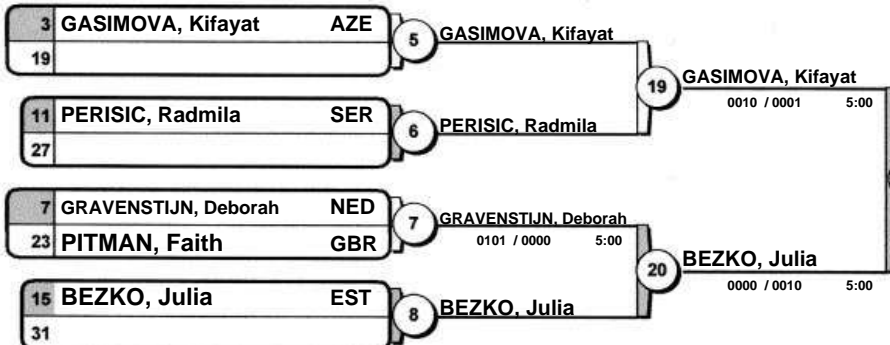 3 GASIMOVA, Kifayat AZE
19
5 GASIMOVA, Kifayat
11 PERISIC, Radmila SER
27
6 PERISIC, Radmila
19 GASIMOVA, Kifayat
0010 / 0001 5:00
7 GRAVENSTIJN, Deborah NED
23 PITMAN, Faith GBR
7 GRAVENSTIJN, Deborah
0101 / 0000 5:00
15 BEZKO, Julia EST
31
8 BEZKO, Julia
20 BEZKO, Julia
0000 / 0010 5:00